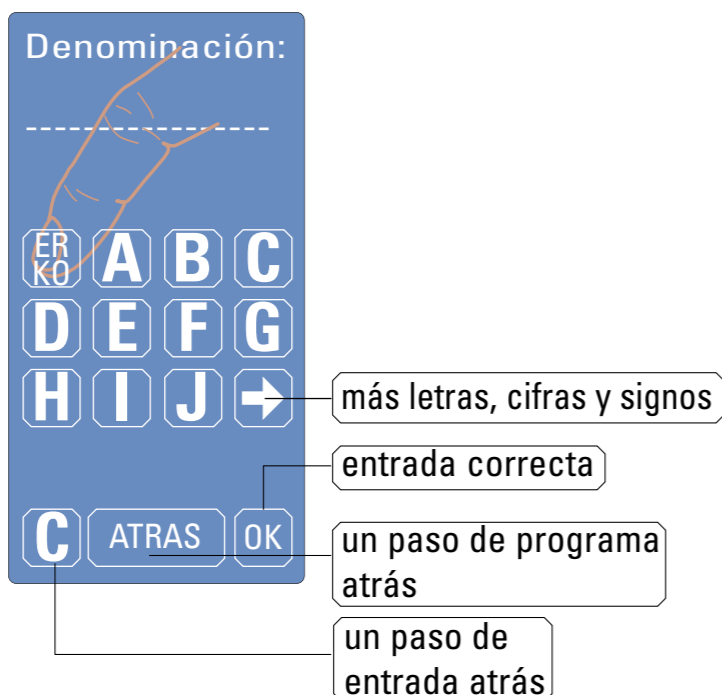 Denominación:
ER
KO
A
B
C
D
E
F
G
H
I
J
más letras, cifras y signos
entrada correcta
C
ATRAS
OK
un paso de programa
atrás
un paso de
entrada atrás